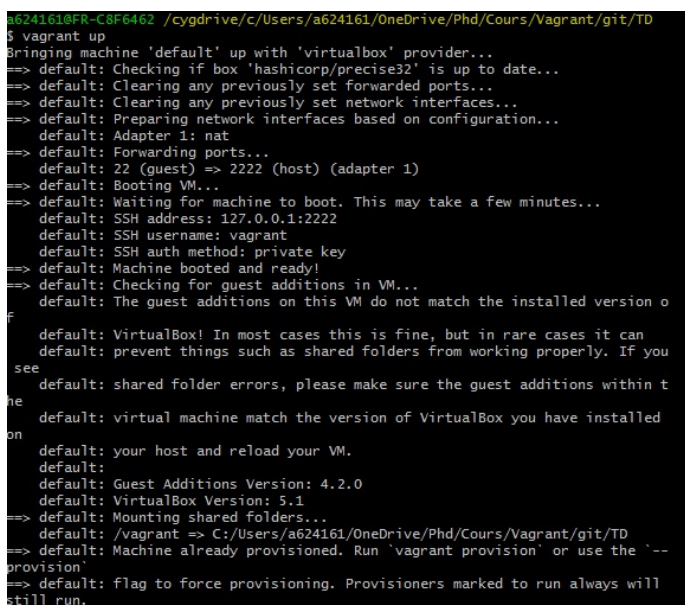 a624161@FR-C8F6462 /cygdrive/c/Users/a624161/OneDrive/Phd/Cours/Vagrant/git/TD
$ vagrant up
Bringing machine 'default' up with 'virtualbox' provider...
==> default: Checking if box 'hashicorp/precise32' is up to date...
==> default: Clearing any previously set forwarded ports...
==> default: Clearing any previously set network interfaces...
==> default: Preparing network interfaces based on configuration...
    default: Adapter 1: nat
==> default: Forwarding ports...
    default: 22 (guest) => 2222 (host) (adapter 1)
==> default: Booting VM...
==> default: Waiting for machine to boot. This may take a few minutes...
    default: SSH address: 127.0.0.1:2222
    default: SSH username: vagrant
    default: SSH auth method: private key
==> default: Machine booted and ready!
==> default: Checking for guest additions in VM...
    default: The guest additions on this VM do not match the installed version o
f
    default: VirtualBox! In most cases this is fine, but in rare cases it can
    default: prevent things such as shared folders from working properly. If you
 see
    default: shared folder errors, please make sure the guest additions within t
he
    default: virtual machine match the version of VirtualBox you have installed
on
    default: your host and reload your VM.
    default:
    default: Guest Additions Version: 4.2.0
    default: VirtualBox Version: 5.1
==> default: Mounting shared folders...
    default: /vagrant => C:/Users/a624161/OneDrive/Phd/Cours/Vagrant/git/TD
==> default: Machine already provisioned. Run `vagrant provision` or use the `--
provision`
==> default: flag to force provisioning. Provisioners marked to run always will
still run.